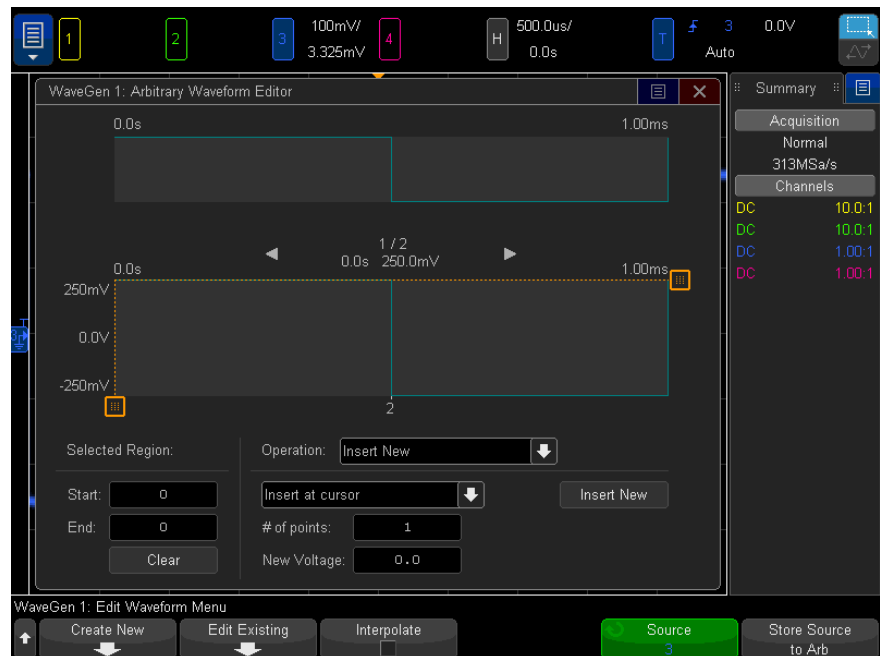 1 2 3 100mV/ 3.325mV 4 H 500.0us/ 0.0s T 3 0.0V Auto
WaveGen 1: Arbitrary Waveform Editor
Summary
0.0s 1.00ms
Acquisition
Normal
313MSa/s
Channels
DC 10.0:1
DC 10.0:1
DC 1.00:1
DC 1.00:1
1 / 2
0.0s 250.0mV
0.0s 1.00ms
250mV
0.0V
-250mV
2
T
3
Selected Region:
Operation: Insert New
Start: 0
Insert at cursor
Insert New
End: 0
# of points: 1
Clear
New Voltage: 0.0
WaveGen 1: Edit Waveform Menu
Create New
Edit Existing
Interpolate
Source
3
Store Source
to Arb